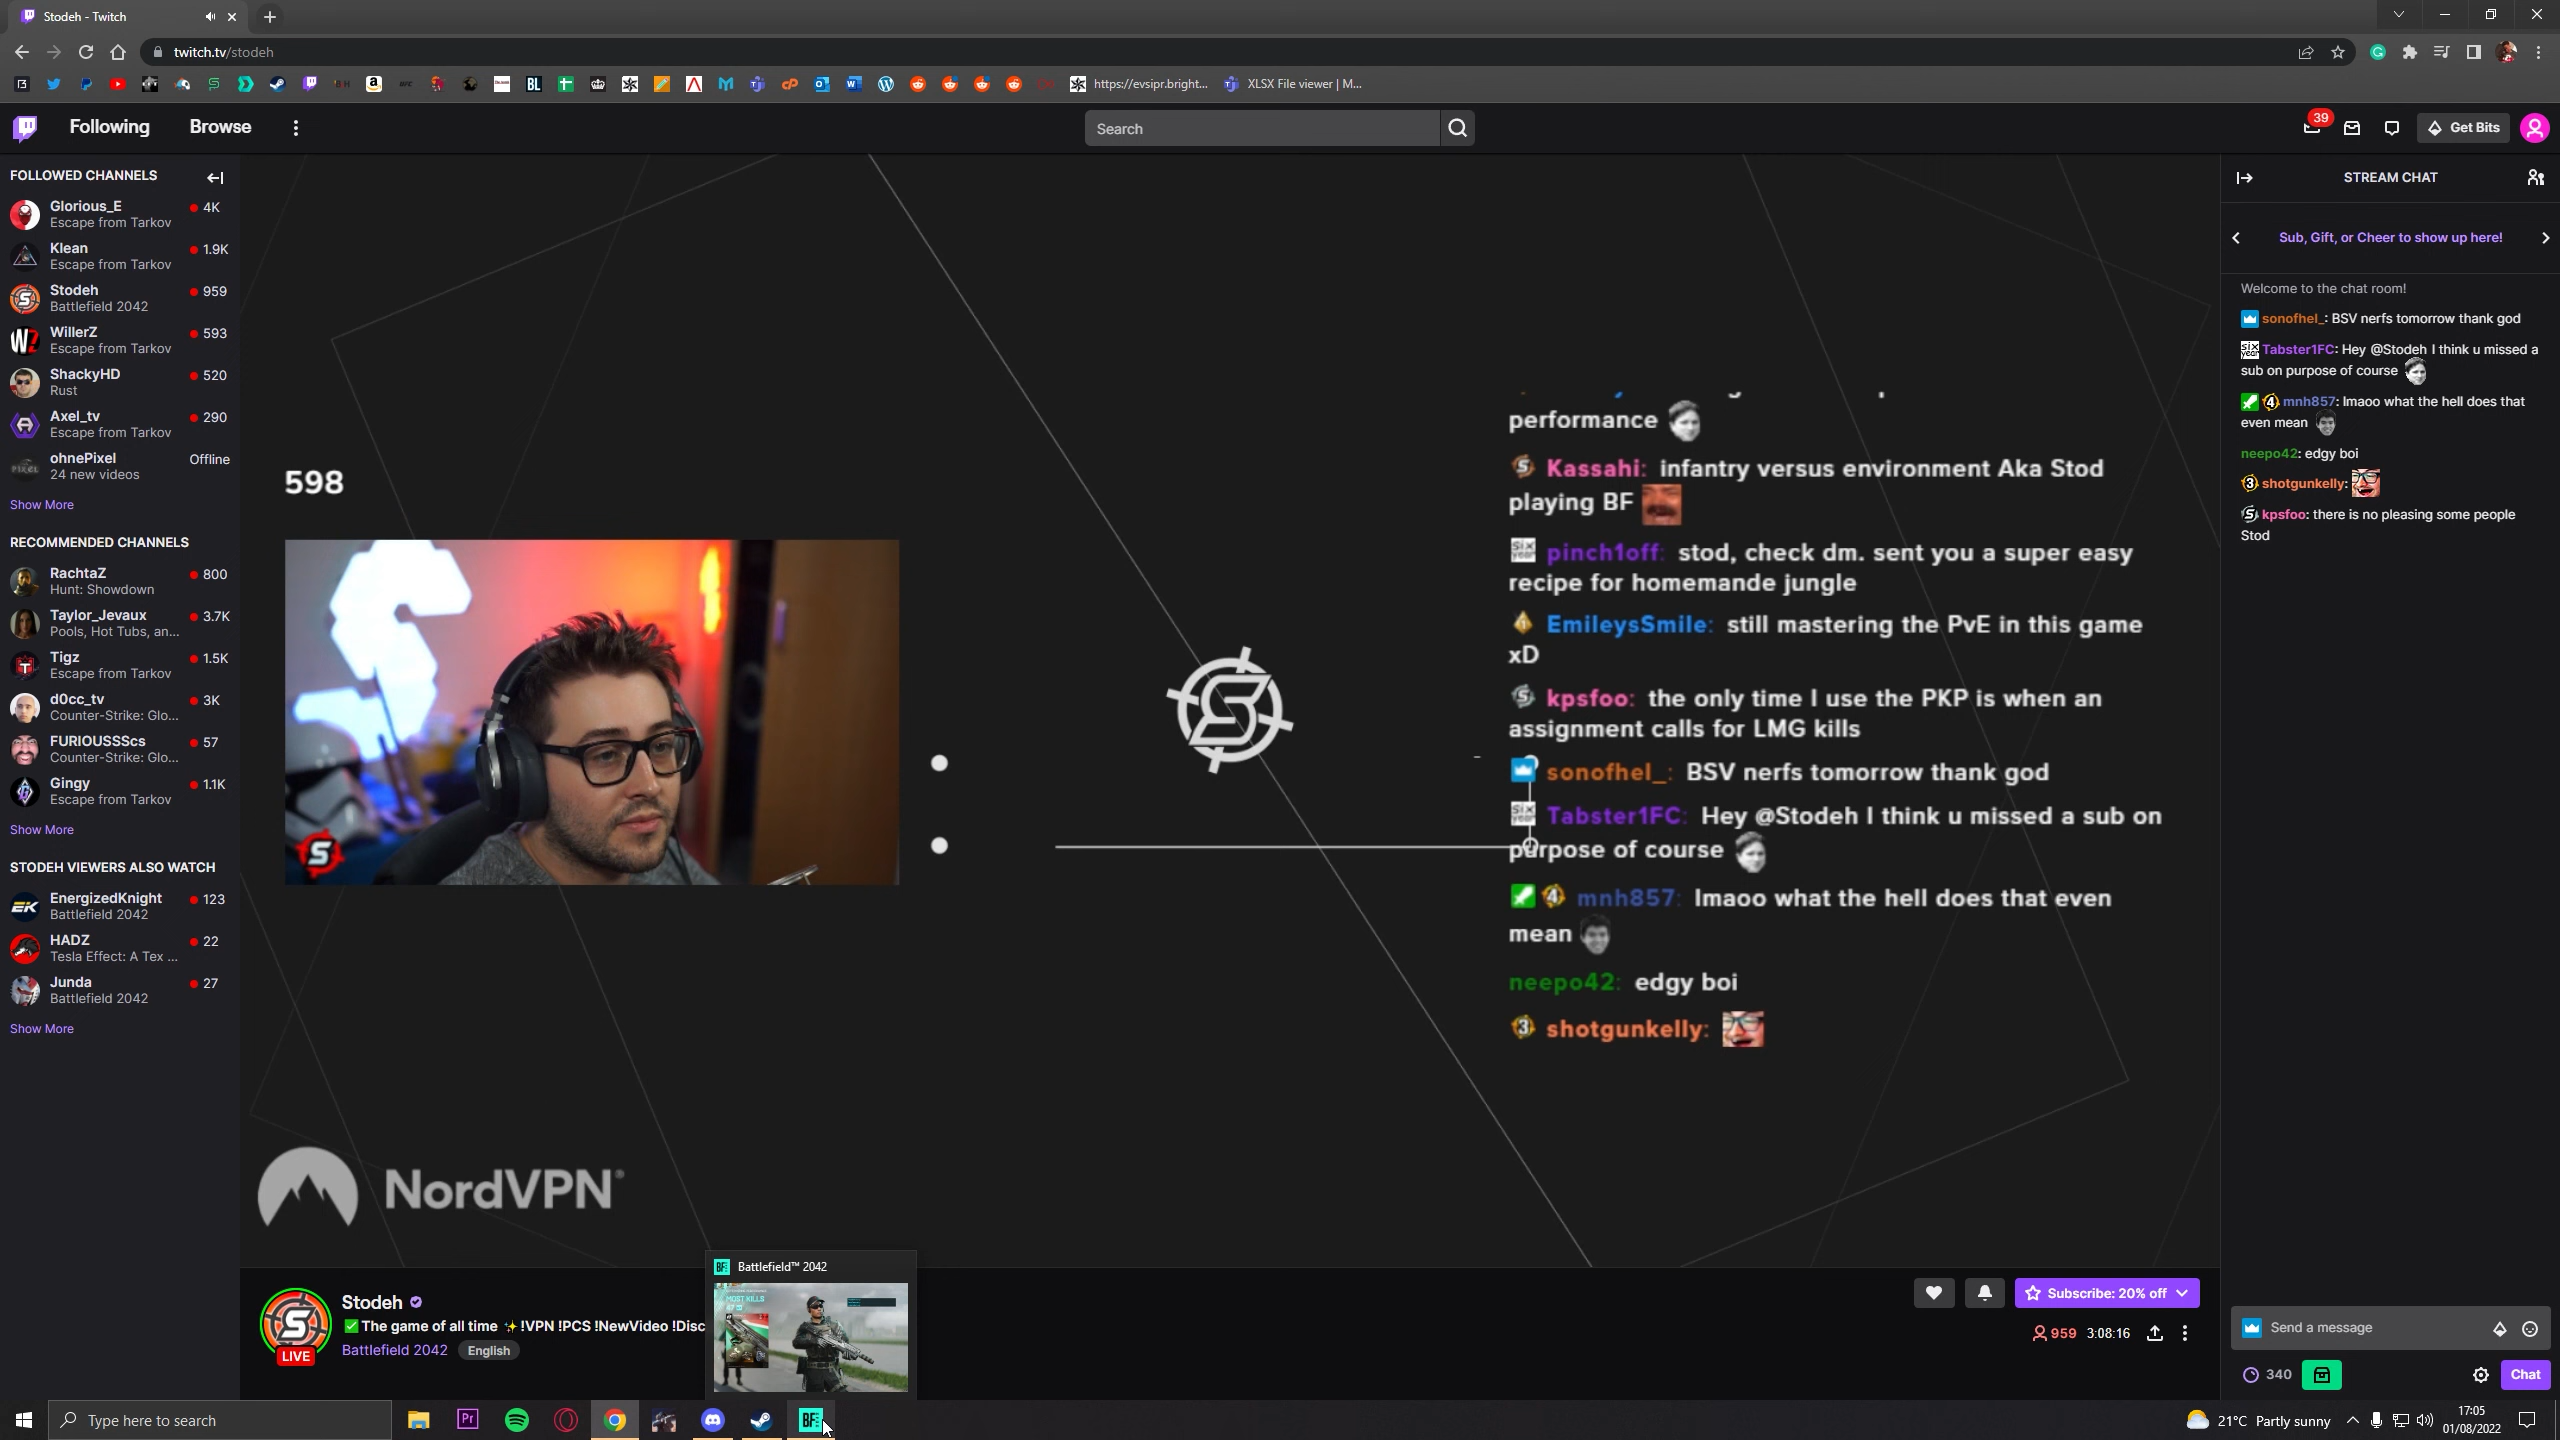 Stodeh - Twitch
twitch.tv/stodeh
https://evsipr.bright...
XLSX File viewer | M...
Following
Browse
Search
39
Get Bits
FOLLOWED CHANNELS
Glorious_E
4K
Escape from Tarkov
Klean
1.9K
Escape from Tarkov
Stodeh
959
Battlefield 2042
WillerZ
593
Escape from Tarkov
ShackyHD
520
Rust
Axel_tv
290
Escape from Tarkov
ohnePixel
Offline
24 new videos
Show More
RECOMMENDED CHANNELS
RachtaZ
800
Hunt: Showdown
Taylor_Jevaux
3.7K
Pools, Hot Tubs, an...
Tigz
1.5K
Escape from Tarkov
d0cc_tv
3K
Counter-Strike: Glo...
FURIOUSSScs
57
Counter-Strike: Glo...
Gingy
1.1K
Escape from Tarkov
Show More
STODEH VIEWERS ALSO WATCH
EnergizedKnight
123
Battlefield 2042
HADZ
22
Tesla Effect: A Tex ...
Junda
27
Battlefield 2042
Show More
598
performance
Kassahi: infantry versus environment Aka Stod
playing BF
pinch1off: stod, check dm. sent you a super easy
recipe for homemande jungle
EmileysSmile: still mastering the PvE in this game
xD
kpsfoo: the only time I use the PKP is when an
assignment calls for LMG kills
sonofhel_: BSV nerfs tomorrow thank god
Tabster1FC: Hey @Stodeh I think u missed a sub on
purpose of course
mnh857: lmaoo what the hell does that even
mean
neepo42: edgy boi
shotgunkelly:
NordVPN®
STREAM CHAT
Sub, Gift, or Cheer to show up here!
Welcome to the chat room!
sonofhel_: BSV nerfs tomorrow thank god
Tabster1FC: Hey @Stodeh I think u missed a
sub on purpose of course
mnh857: lmaoo what the hell does that
even mean
neepo42: edgy boi
shotgunkelly:
kpsfoo: there is no pleasing some people
Stod
Send a message
340
Chat
Battlefield™ 2042
MOST KILLS
Stodeh
✅The game of all time ✨!VPN !PCS !NewVideo !Disc
LIVE
Battlefield 2042
English
Subscribe: 20% off
959
3:08:16
Type here to search
21°C Partly sunny
17:05
01/08/2022